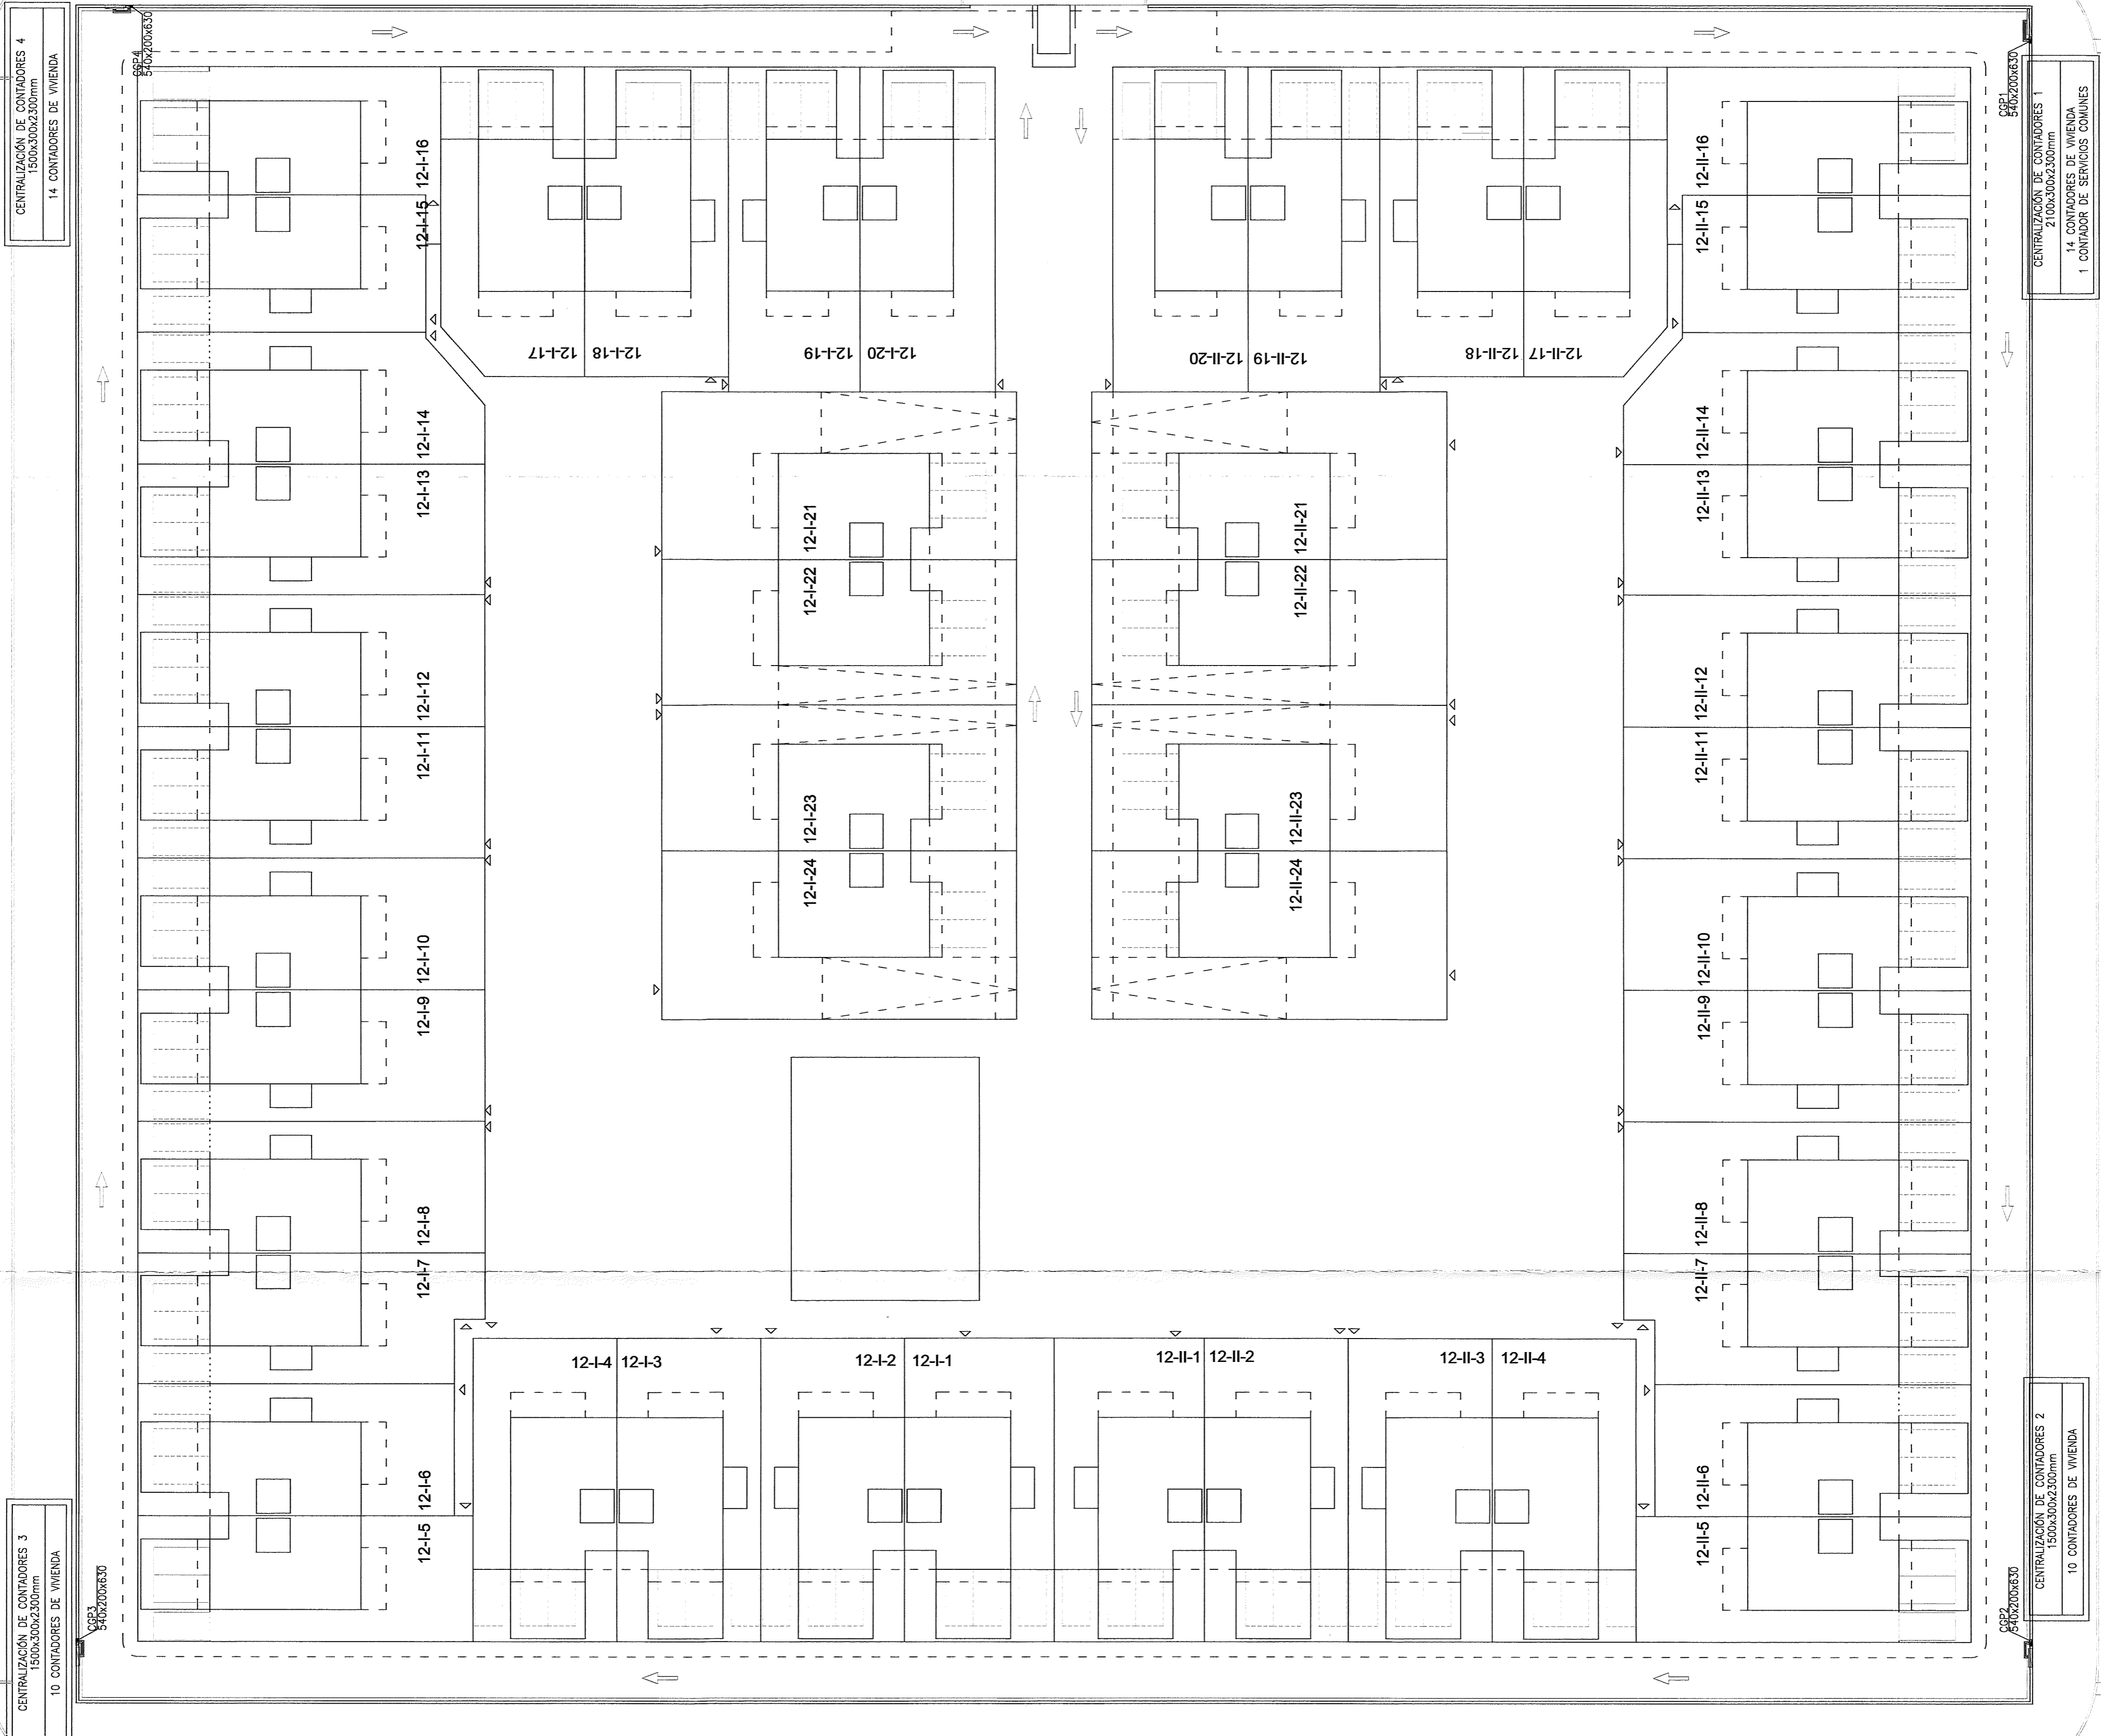 CENTRALIZACIÓN DE CONTADORES 4
1500x300x2300mm
14 CONTADORES DE VIVIENDA
CGP4
540x200x630
CGP1
540x200x630
CENTRALIZACIÓN DE CONTADORES 1
2100x300x2300mm
14 CONTADORES DE VIVIENDA
1 CONTADOR DE SERVICIOS COMUNES
12-I-16
12-I-15
12-II-16
12-II-15
12-I-17
12-I-18
12-I-19
12-I-20
12-II-20
12-II-19
12-II-18
12-II-17
12-I-14
12-I-13
12-II-14
12-II-13
12-I-21
12-I-22
12-II-21
12-II-22
12-I-12
12-I-11
12-II-12
12-II-11
12-I-23
12-I-24
12-II-23
12-II-24
12-I-10
12-I-9
12-II-10
12-II-9
12-I-8
12-I-7
12-II-8
12-II-7
12-I-4
12-I-3
12-I-2
12-I-1
12-II-1
12-II-2
12-II-3
12-II-4
12-I-6
12-I-5
12-II-6
12-II-5
CENTRALIZACIÓN DE CONTADORES 3
1500x300x2300mm
10 CONTADORES DE VIVIENDA
CGP3
540x200x630
CGP2
540x200x630
CENTRALIZACIÓN DE CONTADORES 2
1500x300x2300mm
10 CONTADORES DE VIVIENDA